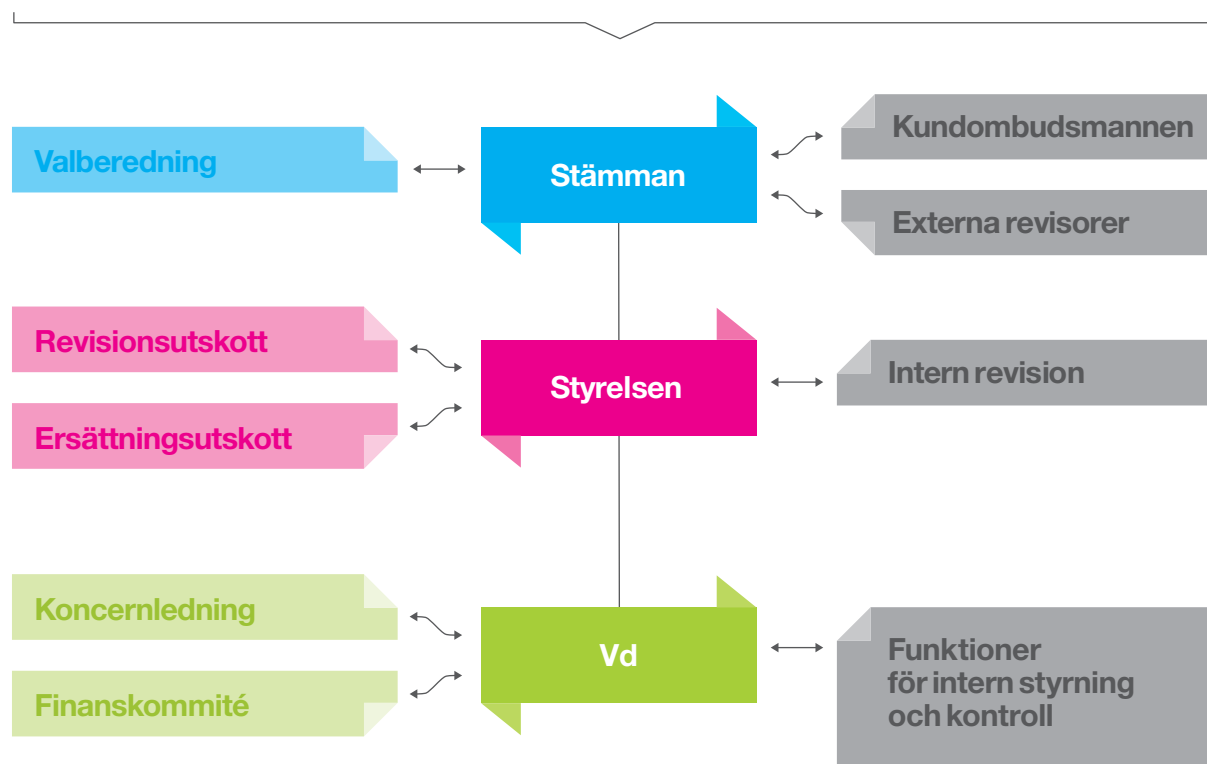 Valberedning
Stämman
Kundombudsmannen
Externa revisorer
Revisionsutskott
Ersättningsutskott
Styrelsen
Intern revision
Koncernledning
Finanskommité
Vd
Funktioner
för intern styrning
och kontroll